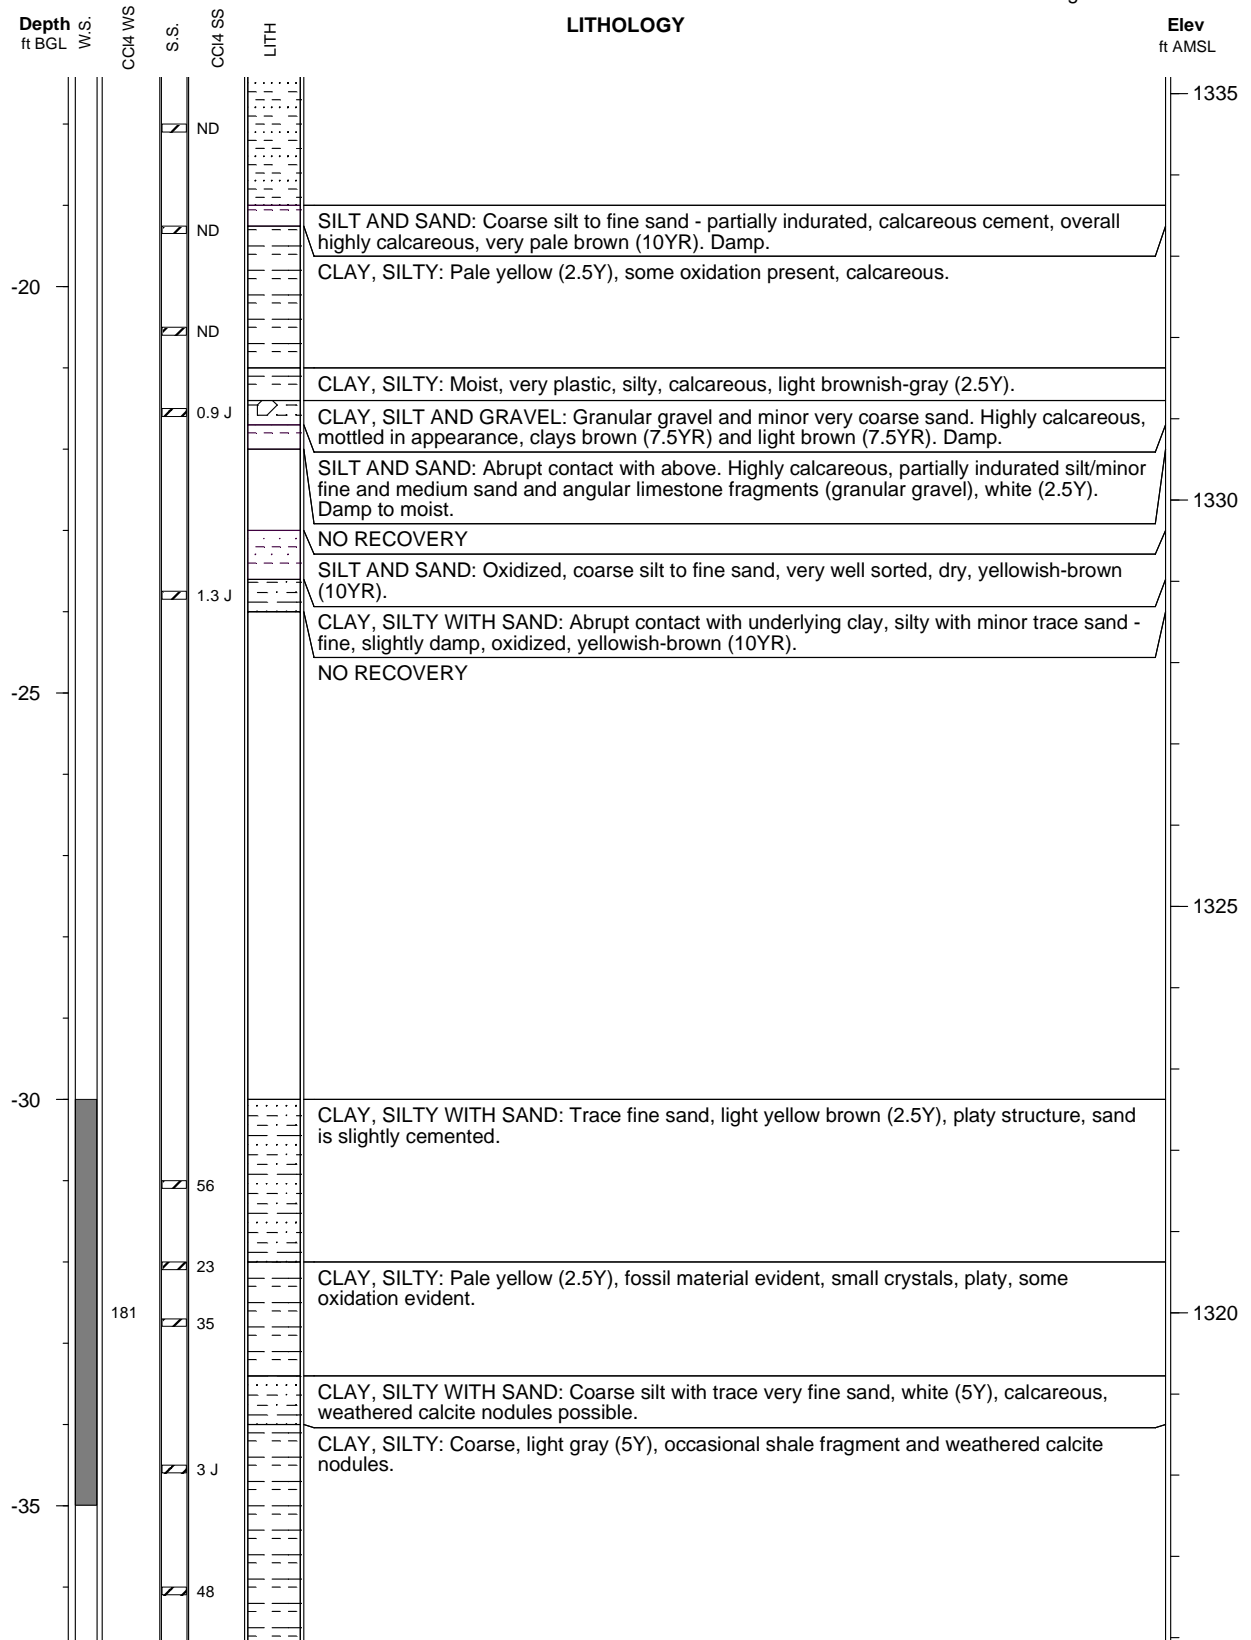 Depth
ft BGL
W.S.
CCl4 WS
S.S.
CCl4 SS
LITH
LITHOLOGY
Elev
ft AMSL
1335
ND
SILT AND SAND: Coarse silt to fine sand - partially indurated, calcareous cement, overall
highly calcareous, very pale brown (10YR). Damp.
ND
CLAY, SILTY: Pale yellow (2.5Y), some oxidation present, calcareous.
-20
ND
CLAY, SILTY: Moist, very plastic, silty, calcareous, light brownish-gray (2.5Y).
0.9 J
CLAY, SILT AND GRAVEL: Granular gravel and minor very coarse sand. Highly calcareous,
mottled in appearance, clays brown (7.5YR) and light brown (7.5YR). Damp.
SILT AND SAND: Abrupt contact with above. Highly calcareous, partially indurated silt/minor
fine and medium sand and angular limestone fragments (granular gravel), white (2.5Y).
Damp to moist.
1330
NO RECOVERY
SILT AND SAND: Oxidized, coarse silt to fine sand, very well sorted, dry, yellowish-brown
(10YR).
1.3 J
CLAY, SILTY WITH SAND: Abrupt contact with underlying clay, silty with minor trace sand -
fine, slightly damp, oxidized, yellowish-brown (10YR).
NO RECOVERY
-25
1325
-30
CLAY, SILTY WITH SAND: Trace fine sand, light yellow brown (2.5Y), platy structure, sand
is slightly cemented.
56
23
CLAY, SILTY: Pale yellow (2.5Y), fossil material evident, small crystals, platy, some
oxidation evident.
181
35
1320
CLAY, SILTY WITH SAND: Coarse silt with trace very fine sand, white (5Y), calcareous,
weathered calcite nodules possible.
CLAY, SILTY: Coarse, light gray (5Y), occasional shale fragment and weathered calcite
nodules.
3 J
-35
48